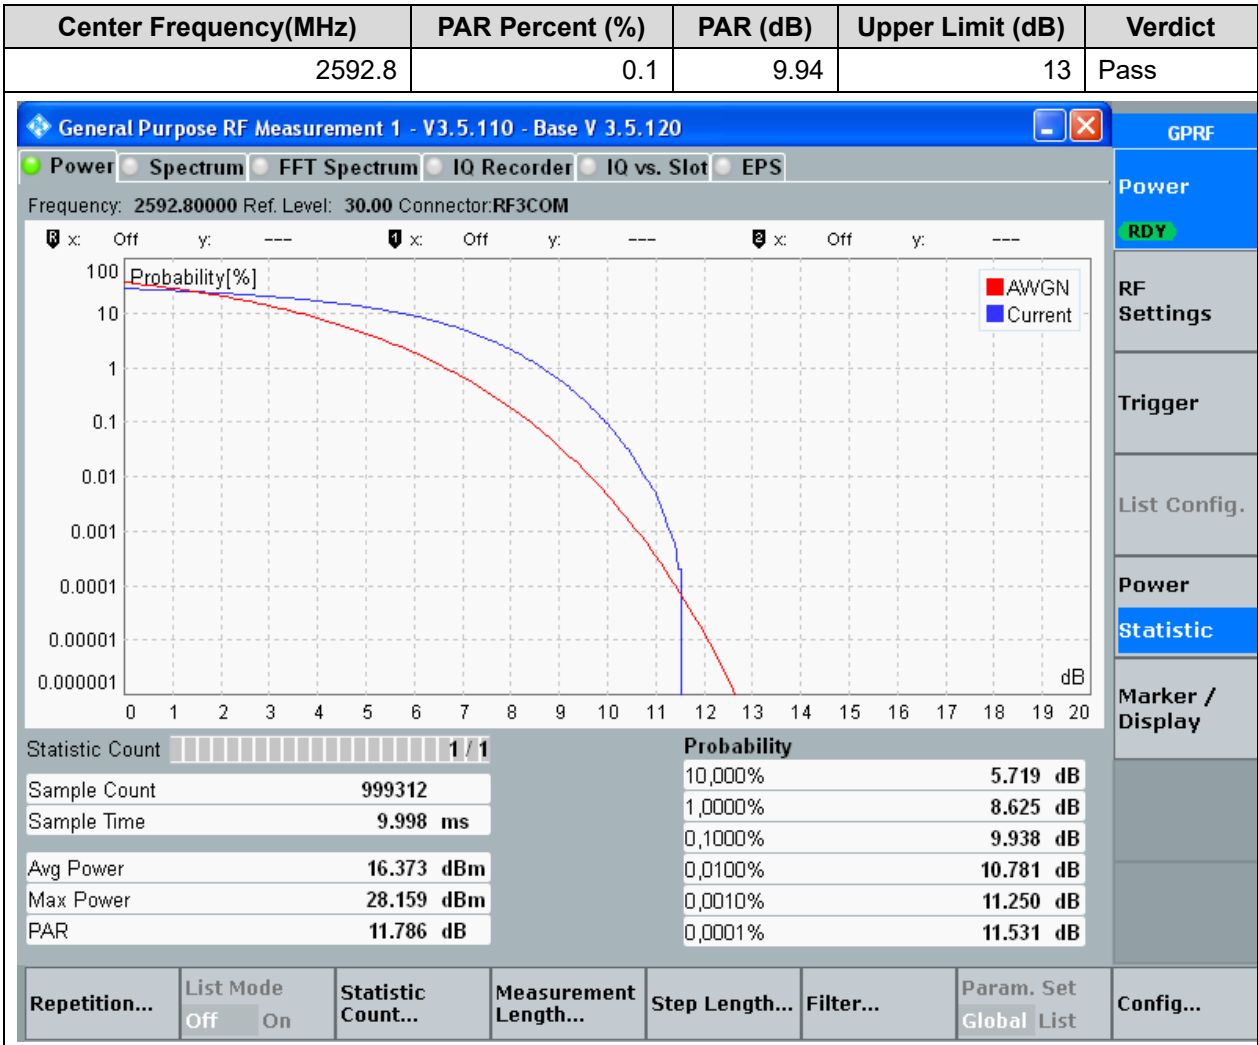 Center Frequency(MHz) PAR Percent (%) PAR (dB) Upper Limit (dB) Verdict
2592.8 0.1 9.94 13 Pass
General Purpose RF Measurement 1 - V3.5.110 - Base V 3.5.120
GPRF
Power Spectrum FFT Spectrum IQ Recorder IQ vs. Slot EPS
Frequency: 2592.80000 Ref. Level: 30.00 Connector:RF3COM
R x: Off y: --- 1 x: Off y: --- 2 x: Off y: ---
Probability[%]
AWGN
Current
100
10
1
0.1
0.01
0.001
0.0001
0.00001
0.000001
dB
0 1 2 3 4 5 6 7 8 9 10 11 12 13 14 15 16 17 18 19 20
Statistic Count 1 / 1
Sample Count 999312
Sample Time 9.998 ms
Avg Power 16.373 dBm
Max Power 28.159 dBm
PAR 11.786 dB
Probability
10,000% 5.719 dB
1,0000% 8.625 dB
0,1000% 9.938 dB
0,0100% 10.781 dB
0,0010% 11.250 dB
0,0001% 11.531 dB
Power
RDY
RF
Settings
Trigger
List Config.
Power
Statistic
Marker /
Display
Repetition...
List Mode
Off On
Statistic
Count...
Measurement
Length...
Step Length...
Filter...
Param. Set
Global List
Config...